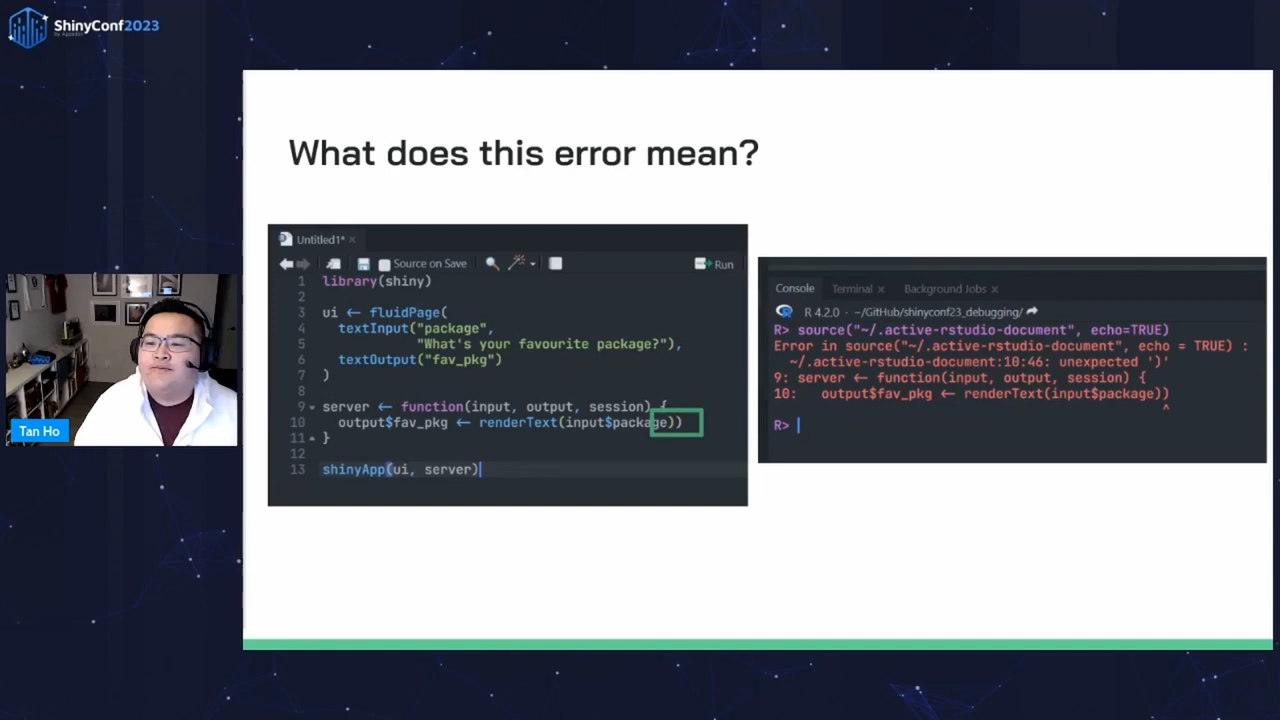 ShinyConf2023
by Appsilon
What does this error mean?
Untitled1*
Source on Save
Run
1 library(shiny)
2
3 ui <- fluidPage(
4 textInput("package",
5 "What's your favourite package?"),
6 textOutput("fav_pkg")
7 )
8
9 server <- function(input, output, session) {
10 output$fav_pkg <- renderText(input$package))
11 }
12
13 shinyApp(ui, server)
Console Terminal Background Jobs
R 4.2.0 · ~/GitHub/shinyconf23_debugging/
R> source("~/.active-rstudio-document", echo=TRUE)
Error in source("~/.active-rstudio-document", echo = TRUE) :
~/.active-rstudio-document:10:46: unexpected ')'
9: server <- function(input, output, session) {
10: output$fav_pkg <- renderText(input$package))
^
R>
Tan Ho